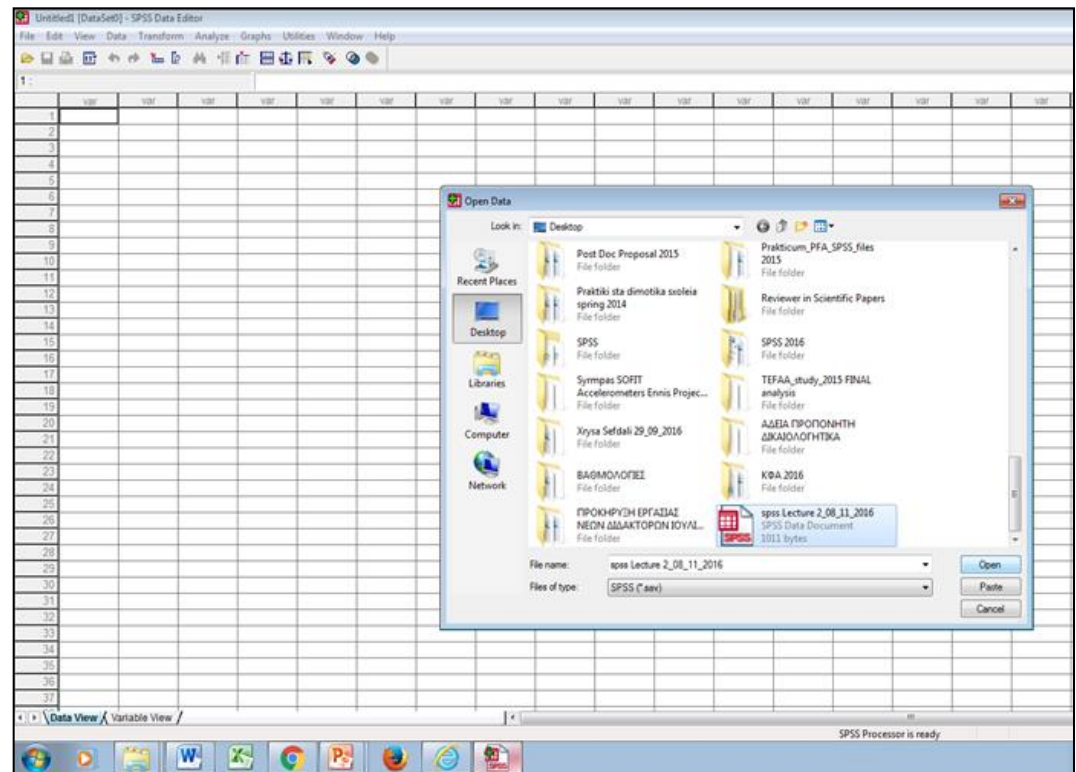 Untitled1 [DataSet0] - SPSS Data Editor
File Edit View Data Transform Analyze Graphs Utilities Window Help
1 :
var var var var var var var var var var var var var var var var var
1
2
3
4
5
6
7
8
9
10
11
12
13
14
15
16
17
18
19
20
21
22
23
24
25
26
27
28
29
30
31
32
33
34
35
36
37
Open Data
Look in: Desktop
Recent Places
Desktop
Libraries
Computer
Network
Post Doc Proposal 2015
File folder
Praktiki sta dimotika sxoleia
spring 2014
File folder
SPSS
File folder
Syrmpas SOFIT
Accelerometers Ennis Projec...
File folder
Xrysa Sefdali 29_09_2016
File folder
ΒΑΘΜΟΛΟΓΙΕΣ
File folder
ΠΡΟΚΗΡΥΞΗ ΕΡΓΑΣΙΑΣ
ΝΕΩΝ ΔΙΔΑΚΤΟΡΩΝ ΙΟΥΛΙ...
File folder
Prakticum_PFA_SPSS_files
2015
File folder
Reviewer in Scientific Papers
File folder
SPSS 2016
File folder
TEFAA_study_2015 FINAL
analysis
File folder
ΑΔΕΙΑ ΠΡΟΠΟΝΗΤΗ
ΔΙΚΑΙΟΛΟΓΗΤΙΚΑ
File folder
ΚΦΑ 2016
File folder
SPSS
spss Lecture 2_08_11_2016
SPSS Data Document
1011 bytes
File name: spss Lecture 2_08_11_2016
Files of type: SPSS (*.sav)
Open
Paste
Cancel
Data View Variable View
SPSS Processor is ready